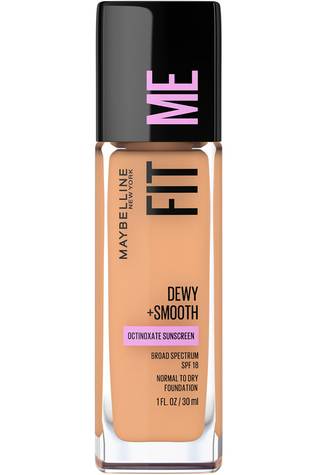 FIT ME
MAYBELLINE
NEW YORK
DEWY
+SMOOTH
OCTINOXATE SUNSCREEN
BROAD SPECTRUM
SPF 18
NORMAL TO DRY
FOUNDATION
1 FL. OZ / 30 ml